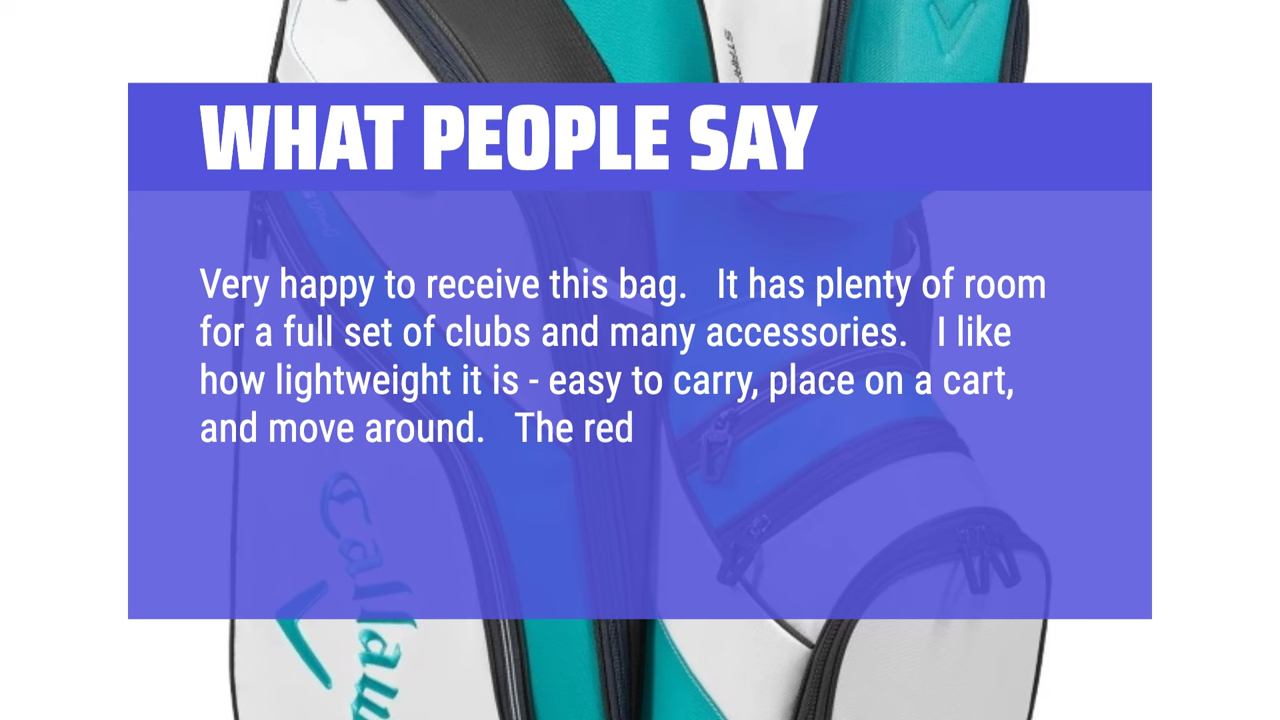 WHAT PEOPLE SAY
Very happy to receive this bag.   It has plenty of room
for a full set of clubs and many accessories.   I like
how lightweight it is - easy to carry, place on a cart,
and move around.   The red
Callaw